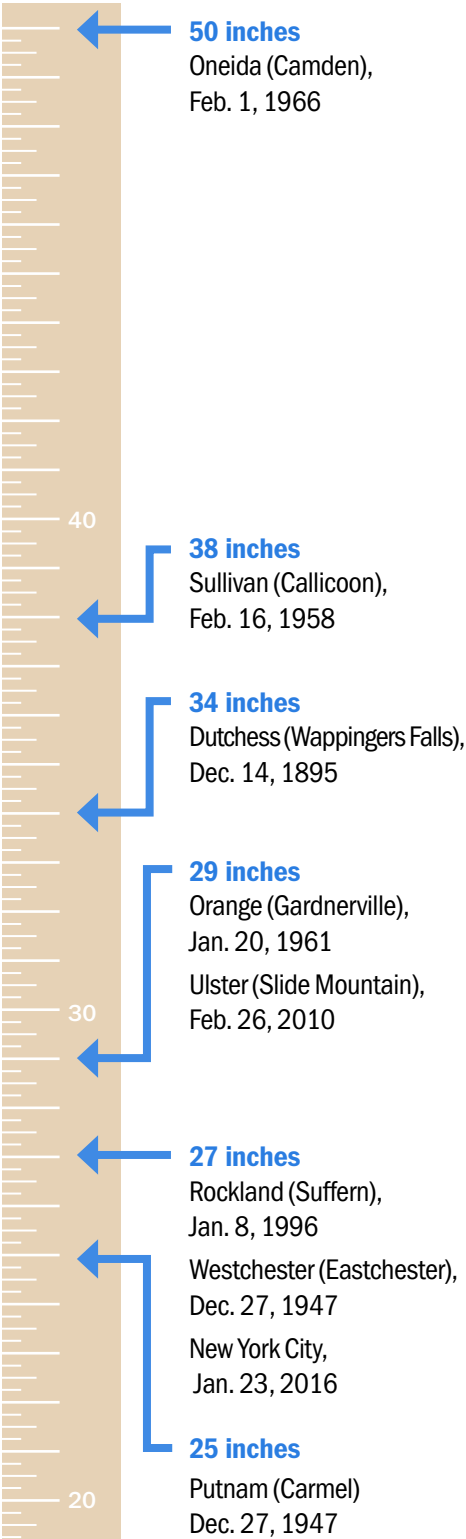 50 inches
Oneida (Camden),
Feb. 1, 1966
40
38 inches
Sullivan (Callicoon),
Feb. 16, 1958
34 inches
Dutchess (Wappingers Falls),
Dec. 14, 1895
29 inches
Orange (Gardnerville),
Jan. 20, 1961
Ulster (Slide Mountain),
Feb. 26, 2010
30
27 inches
Rockland (Suffern),
Jan. 8, 1996
Westchester (Eastchester),
Dec. 27, 1947
New York City,
Jan. 23, 2016
25 inches
Putnam (Carmel)
Dec. 27, 1947
20